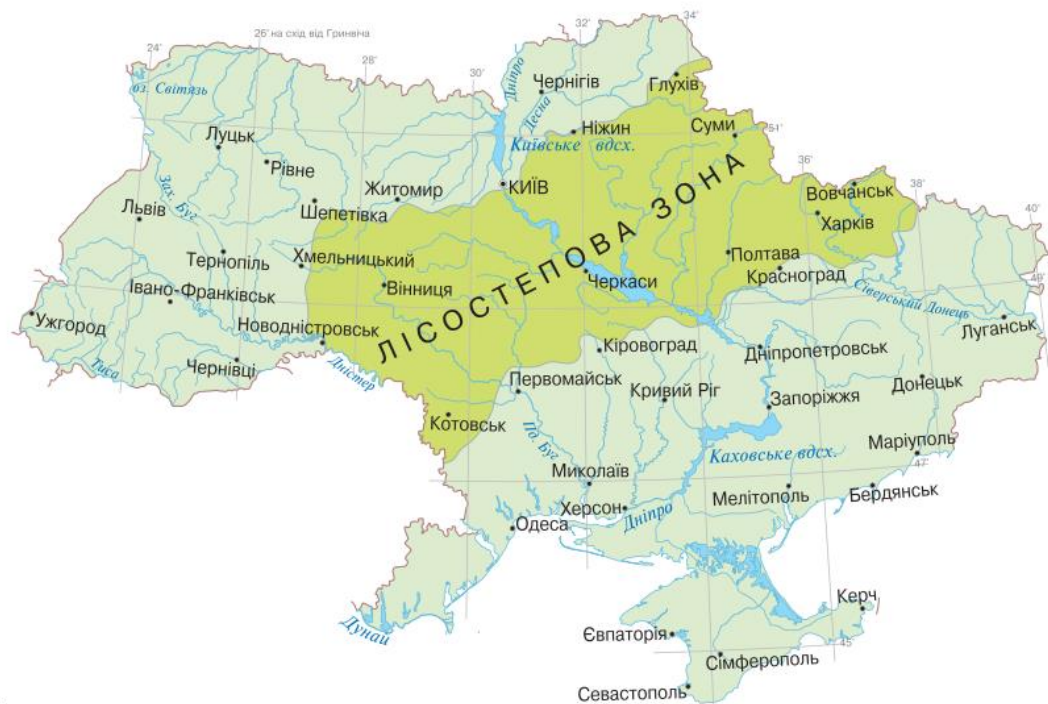 24'
26' на схід від Гринвіча
28'
30'
32'
34'
оз. Світязь
Дніпро
Чернігів
Десна
Глухів
Луцьк
Ніжин
Суми
51'
Київське вдсх.
Рівне
36'
Зах. Буг
Житомир
КИЇВ
Вовчанськ
38'
Шепетівка
Львів
Харків
40'
Тернопіль
Хмельницький
Полтава
ЛІСОСТЕПОВА ЗОНА
Вінниця
Черкаси
Красноград
49'
Івано-Франківськ
Сіверський Донець
Ужгород
Новодністровськ
Луганськ
Тиса
Чернівці
Дністер
Кіровоград
Дніпропетровськ
Первомайськ
Кривий Ріг
Донецьк
Запоріжжя
Котовськ
Пд. Буг
Маріуполь
Каховське вдсх.
47'
Миколаїв
Мелітополь
Бердянськ
Херсон
Дніпро
Одеса
Керч
Дунай
Євпаторія
45'
Сімферополь
Севастополь